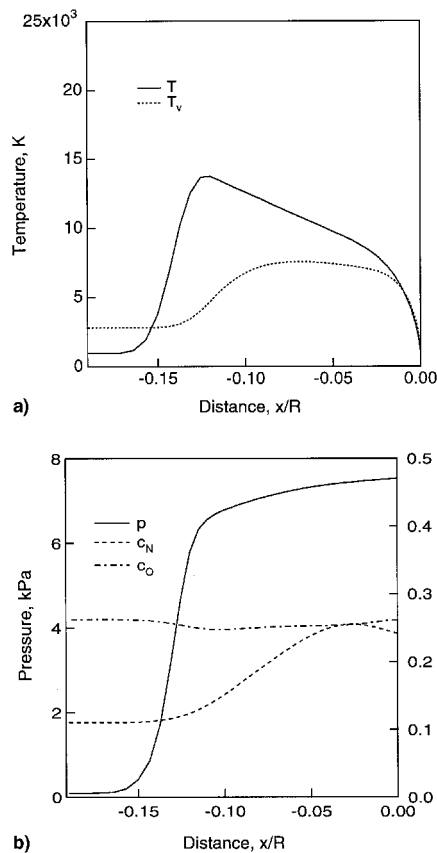 25x10³
20
15
10
5
0
Temperature, K
T
Tᵥ
-0.15
-0.10
-0.05
0.00
Distance, x/R
a)
8
6
4
2
0
Pressure, kPa
p
c_N
c_O
0.5
0.4
0.3
0.2
0.1
0.0
-0.15
-0.10
-0.05
0.00
Distance, x/R
b)